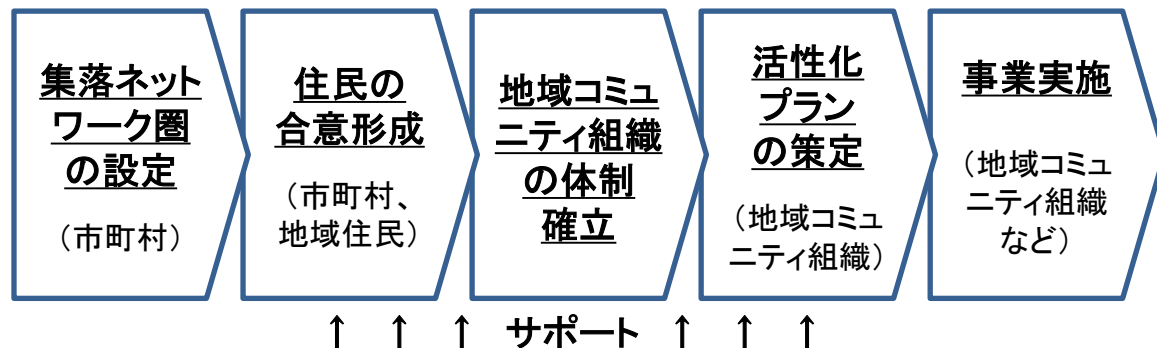 集落ネット
ワーク圏
の設定
（市町村）
住民の
合意形成
（市町村、
地域住民）
地域コミュ
ニティ組織
の体制
確立
活性化
プラン
の策定
（地域コミュ
ニティ組織）
事業実施
（地域コミュ
ニティ組織
など）
↑ ↑ ↑ サポート ↑ ↑ ↑